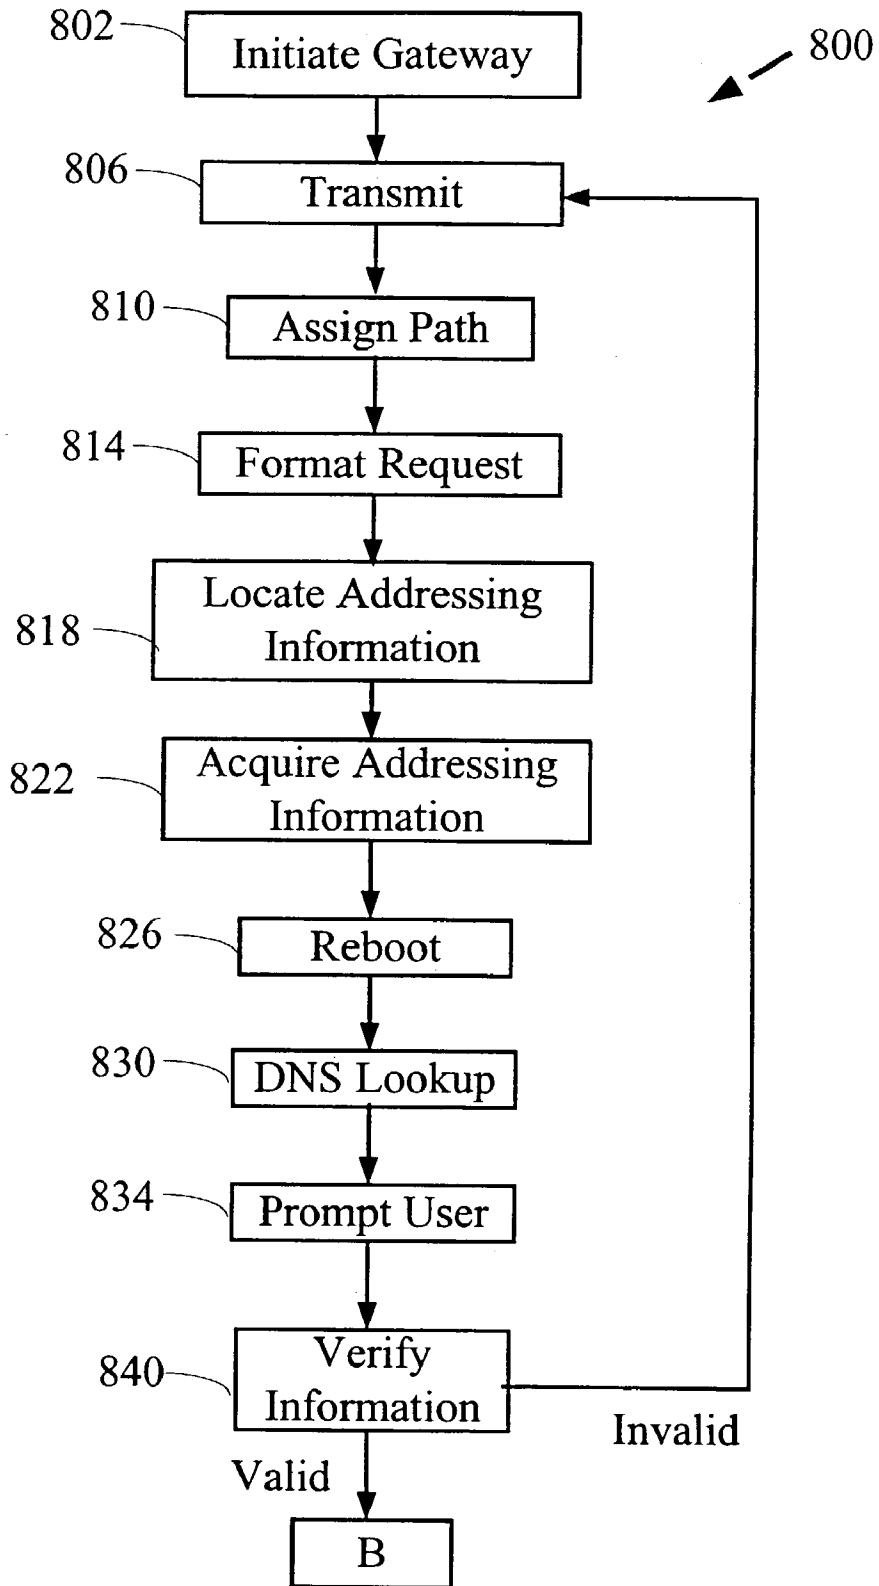 802
Initiate Gateway
800
806
Transmit
810
Assign Path
814
Format Request
818
Locate Addressing
Information
822
Acquire Addressing
Information
826
Reboot
830
DNS Lookup
834
Prompt User
840
Verify
Information
Invalid
Valid
B